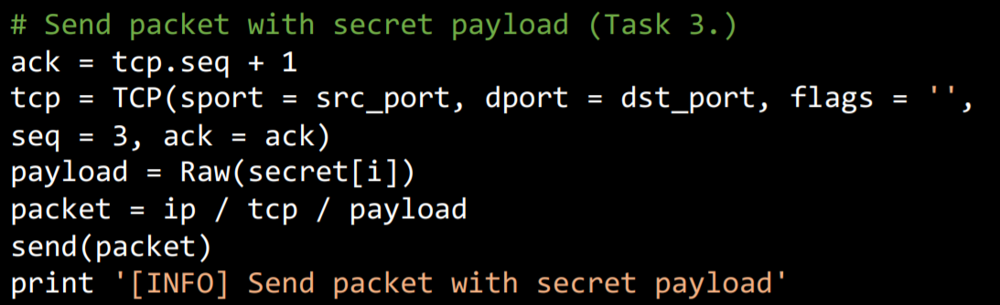 # Send packet with secret payload (Task 3.)
ack = tcp.seq + 1
tcp = TCP(sport = src_port, dport = dst_port, flags = '',
seq = 3, ack = ack)
payload = Raw(secret[i])
packet = ip / tcp / payload
send(packet)
print '[INFO] Send packet with secret payload'